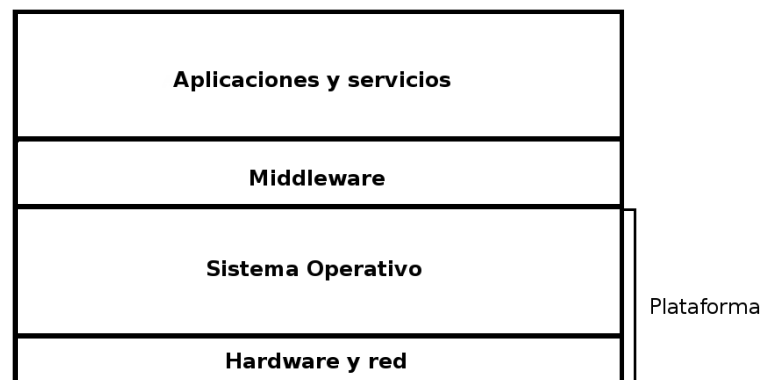 Aplicaciones y servicios
Middleware
Sistema Operativo
Plataforma
Hardware y red